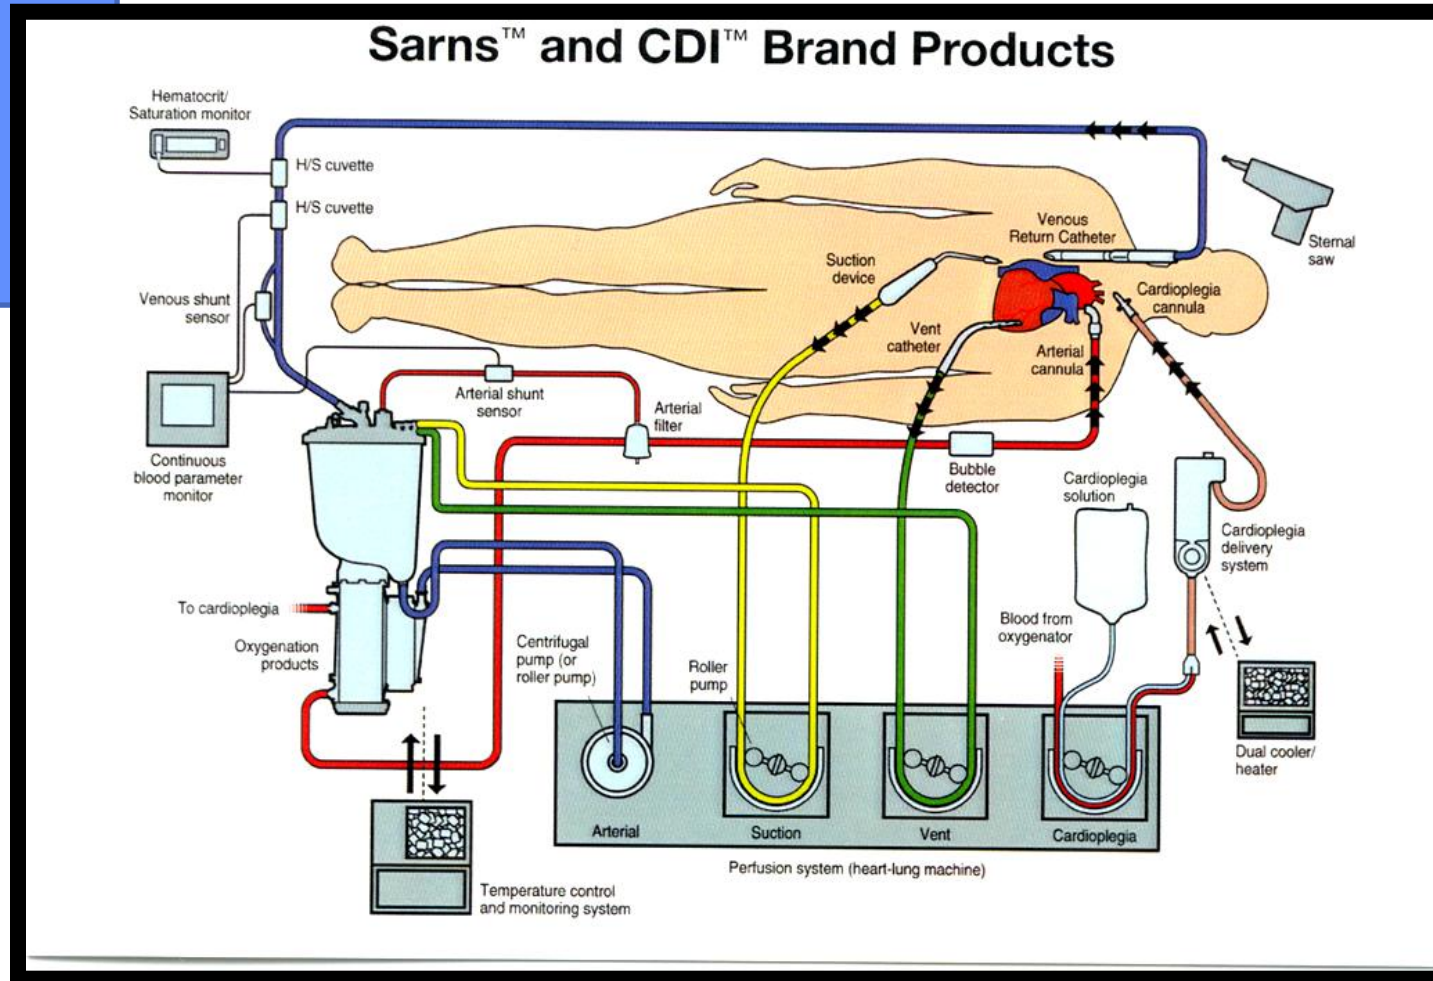 Sarns™ and CDI™ Brand Products
Hematocrit/
Saturation monitor
H/S cuvette
H/S cuvette
Venous shunt
sensor
Continuous
blood parameter
monitor
Arterial shunt
sensor
Arterial
filter
Suction
device
Vent
catheter
Venous
Return Catheter
Sternal
saw
Cardioplegia
cannula
Arterial
cannula
Bubble
detector
Cardioplegia
solution
Cardioplegia
delivery
system
To cardioplegia
Oxygenation
products
Centrifugal
pump (or
roller pump)
Roller
pump
Blood from
oxygenator
Dual cooler/
heater
Arterial
Suction
Vent
Cardioplegia
Perfusion system (heart-lung machine)
Temperature control
and monitoring system